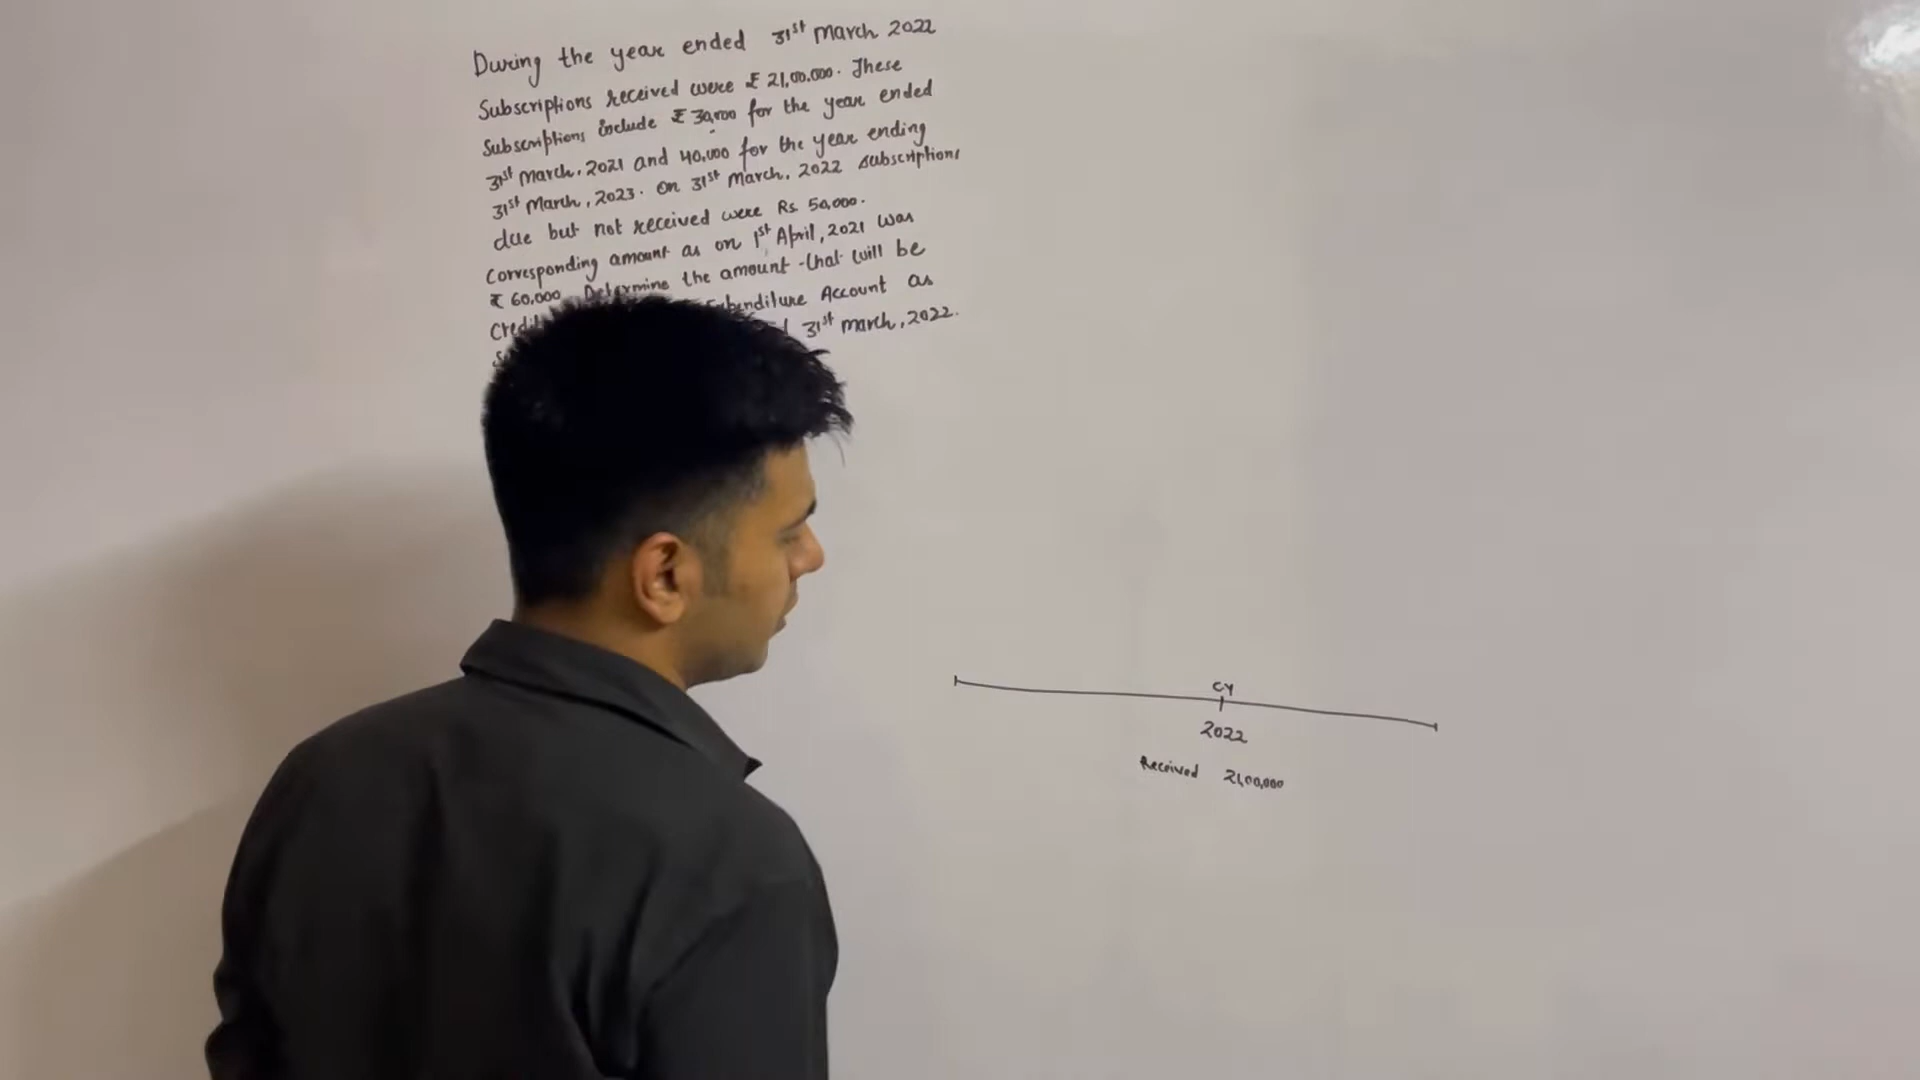 During the year ended 31st March 2022
Subscriptions received were ₹ 21,00,000. These
Subscriptions include ₹ 30,000 for the year ended
31st March, 2021 and 40,000 for the year ending
31st March, 2023. On 31st March, 2022 subscriptions
due but not received were Rs. 50,000.
Corresponding amount as on 1st April, 2021 was
₹ 60,000 Determine the amount that will be
Account as
31st march, 2022.
CY
2022
Received 21,00,000